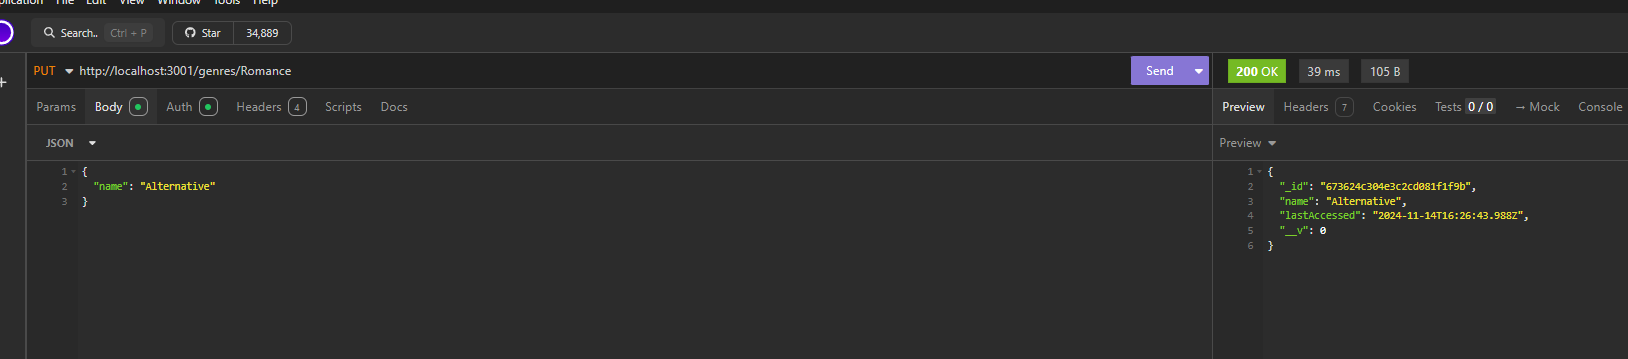 File Edit View Window Tools Help
Search.. Ctrl + P Star 34,889
PUT http://localhost:3001/genres/Romance Send 200 OK 39 ms 105 B
Params Body Auth Headers 4 Scripts Docs Preview Headers 7 Cookies Tests 0 / 0 → Mock Console
JSON Preview
1 {
2 "name": "Alternative"
3 }
1 {
2 "_id": "673624c304e3c2cd081f1f9b",
3 "name": "Alternative",
4 "lastAccessed": "2024-11-14T16:26:43.988Z",
5 "__v": 0
6 }